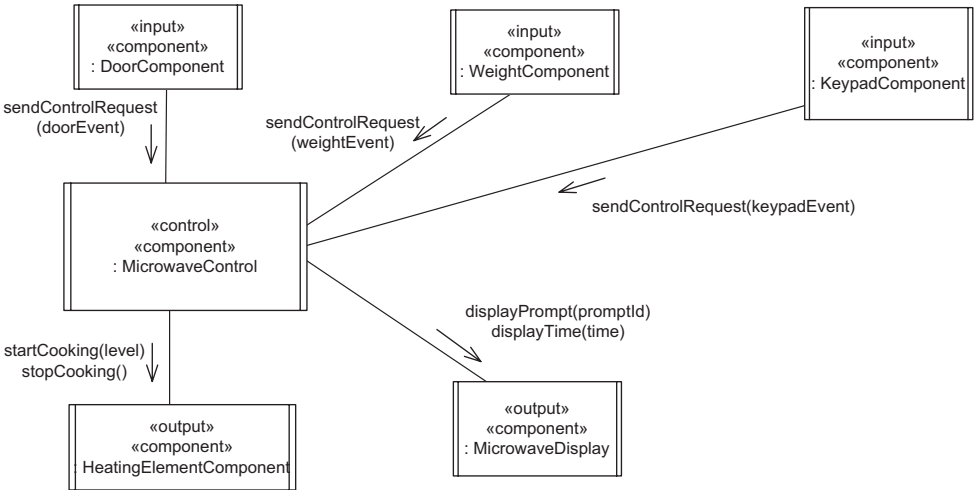 «input»
«component»
: DoorComponent
«input»
«component»
: WeightComponent
«input»
«component»
: KeypadComponent
sendControlRequest
(doorEvent)
sendControlRequest
(weightEvent)
sendControlRequest(keypadEvent)
«control»
«component»
: MicrowaveControl
displayPrompt(promptId)
displayTime(time)
startCooking(level)
stopCooking()
«output»
«component»
: HeatingElementComponent
«output»
«component»
: MicrowaveDisplay